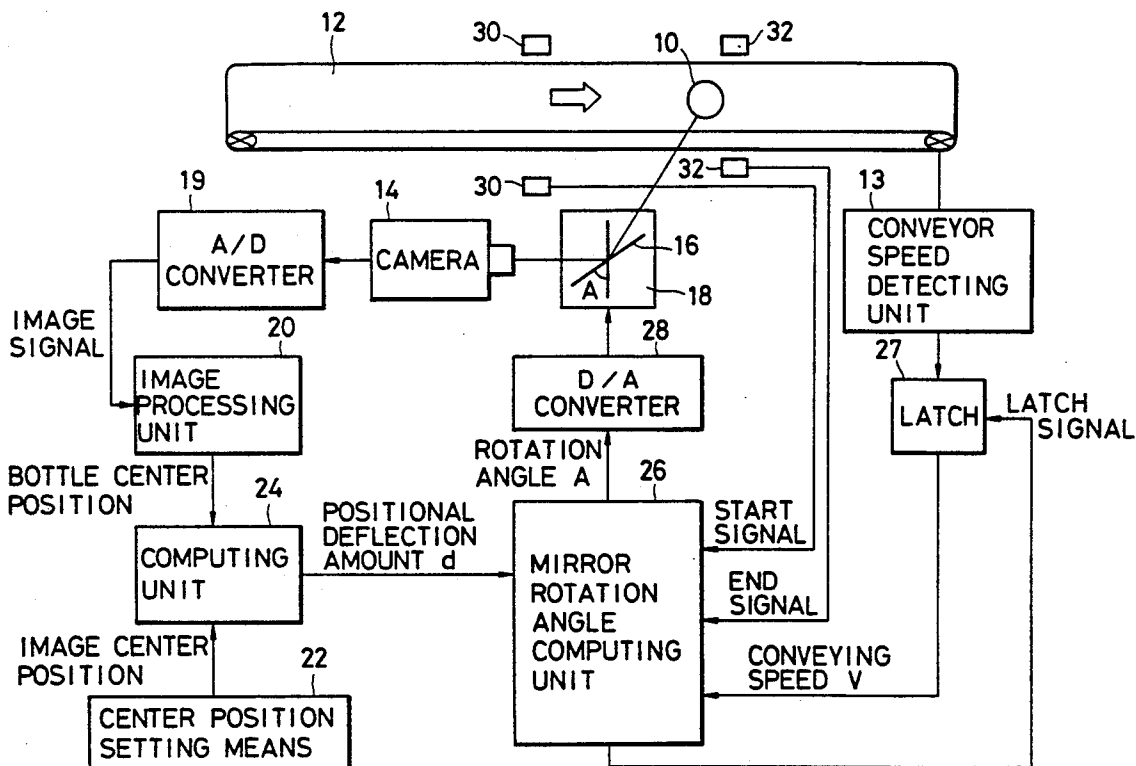 12
30
32
10
19
14
30
32
13
A/D
CONVERTER
CAMERA
16
A
18
CONVEYOR
SPEED
DETECTING
UNIT
IMAGE
SIGNAL
20
28
27
IMAGE
PROCESSING
UNIT
D/A
CONVERTER
LATCH
LATCH
SIGNAL
ROTATION
ANGLE A
BOTTLE CENTER
POSITION
24
26
POSITIONAL
DEFLECTION
AMOUNT d
START
SIGNAL
COMPUTING
UNIT
MIRROR
ROTATION
ANGLE
COMPUTING
UNIT
END
SIGNAL
IMAGE CENTER
POSITION
22
CONVEYING
SPEED V
CENTER POSITION
SETTING MEANS